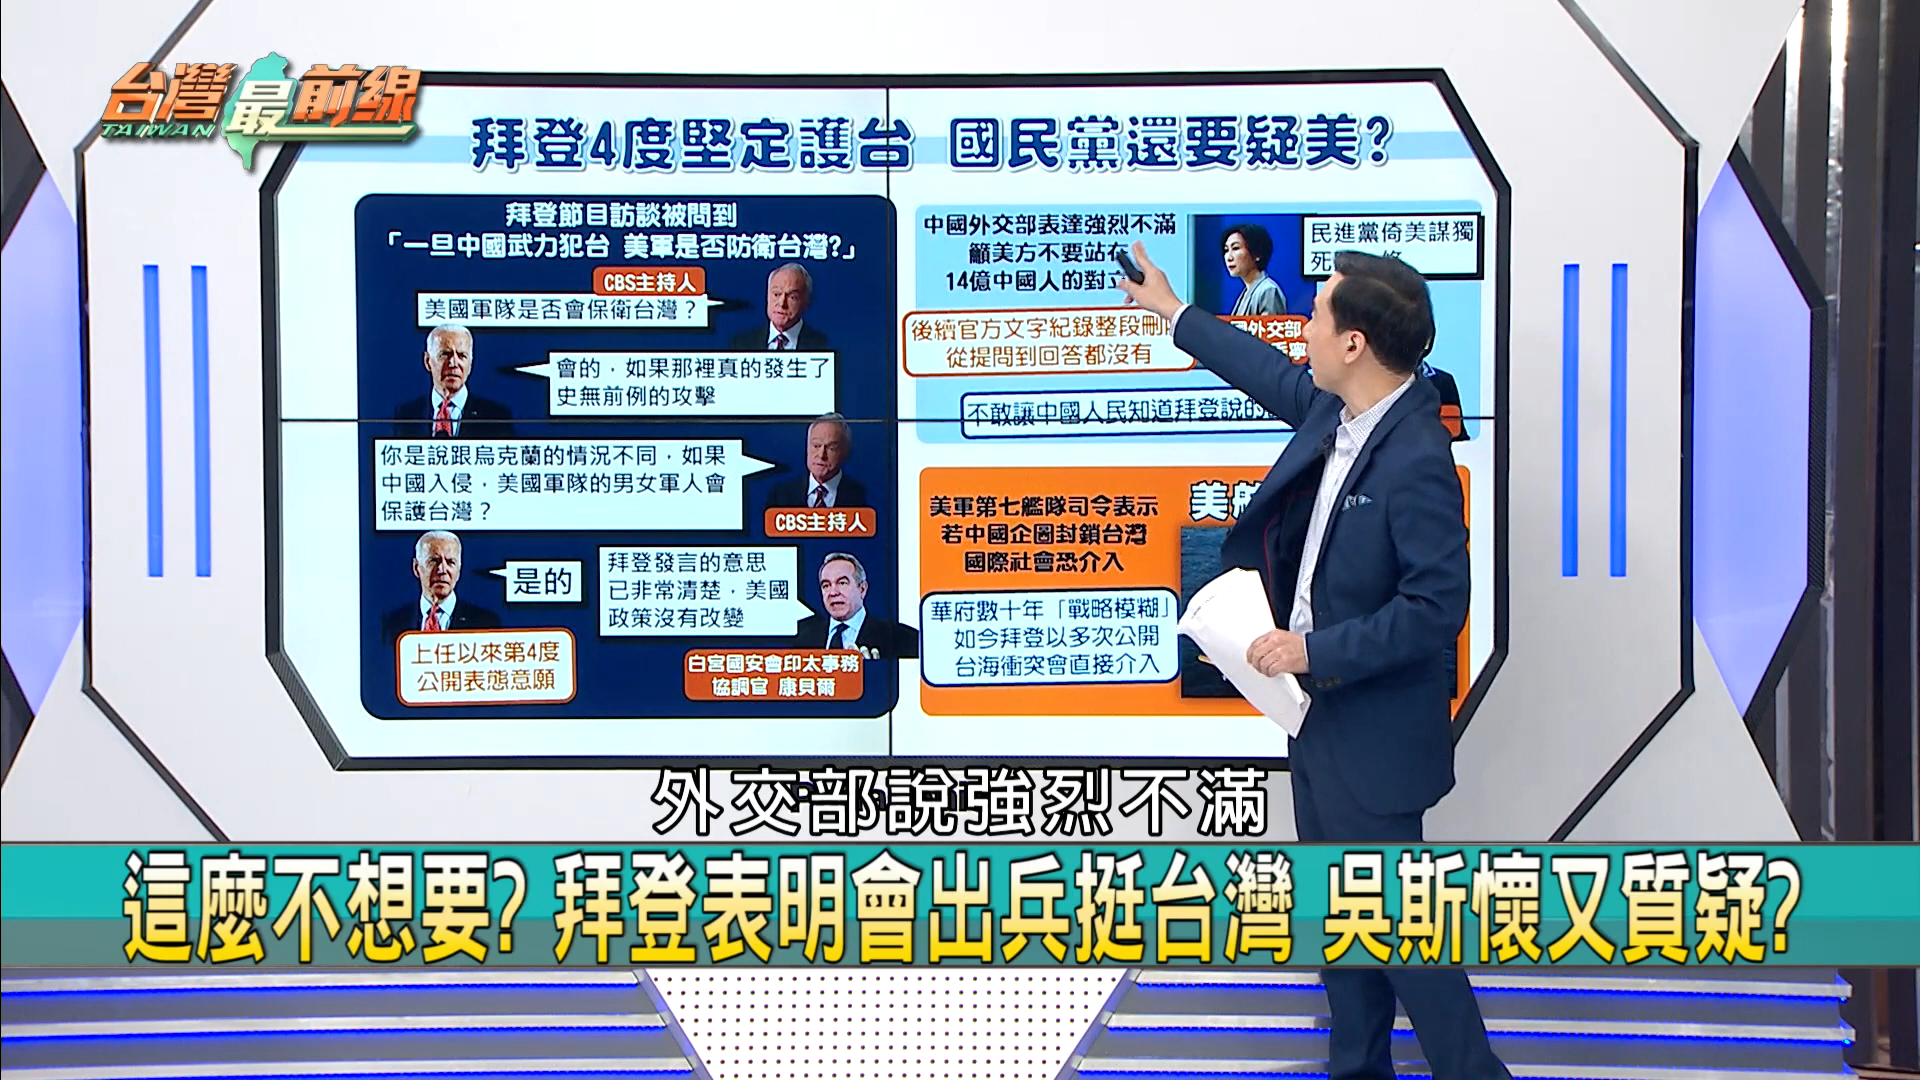 台灣最前線
TAIWAN
拜登4度堅定護台 國民黨還要疑美?
拜登節目訪談被問到
「一旦中國武力犯台 美軍是否防衛台灣?」
CBS主持人
美國軍隊是否會保衛台灣？
會的，如果那裡真的發生了
史無前例的攻擊
你是說跟烏克蘭的情況不同，如果
中國入侵，美國軍隊的男女軍人會
保護台灣？
CBS主持人
是的
拜登發言的意思
已非常清楚，美國
政策沒有改變
上任以來第4度
公開表態意願
白宮國安會印太事務
協調官 康貝爾
中國外交部表達強烈不滿
籲美方不要站在
14億中國人的對立
民進黨倚美謀獨
死
後續官方文字紀錄整段刪
從提問到回答都沒有
國外交部
不敢讓中國人民知道拜登說的
美軍第七艦隊司令表示
若中國企圖封鎖台灣
國際社會恐介入
美
華府數十年「戰略模糊」
如今拜登以多次公開
台海衝突會直接介入
外交部說強烈不滿
這麼不想要? 拜登表明會出兵挺台灣 吳斯懷又質疑?